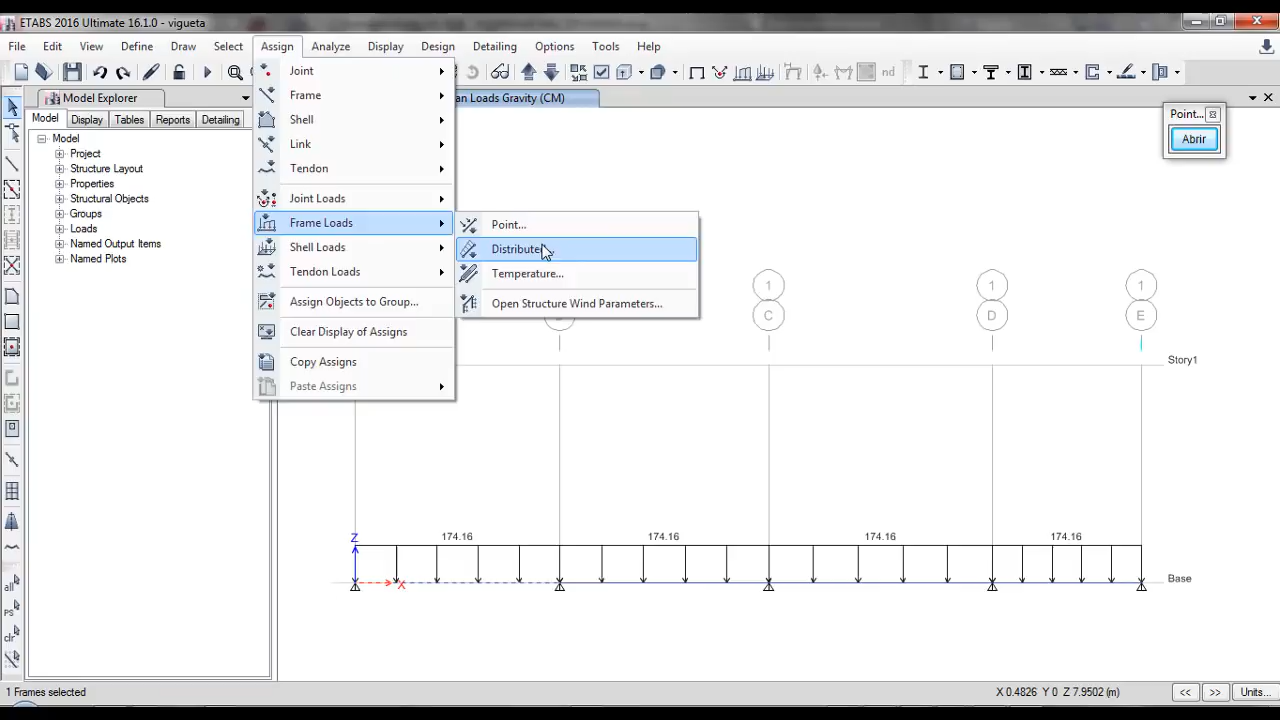 ETABS 2016 Ultimate 16.1.0 - vigueta
File Edit View Define Draw Select Assign Analyze Display Design Detailing Options Tools Help
nd
Model Explorer
an Loads Gravity (CM)
Model Display Tables Reports Detailing
Model
Project
Structure Layout
Properties
Structural Objects
Groups
Loads
Named Output Items
Named Plots
Joint
Frame
Shell
Link
Tendon
Joint Loads
Frame Loads
Shell Loads
Tendon Loads
Assign Objects to Group...
Clear Display of Assigns
Copy Assigns
Paste Assigns
Point...
Temperature...
Open Structure Wind Parameters...
Point...
Abrir
1 1 1
C D E
Story1
174.16 174.16 174.16 174.16
Z
X
Base
all
PS
clr
1 Frames selected
X 0.4826 Y 0 Z 7.9502 (m)
<< >> Units...